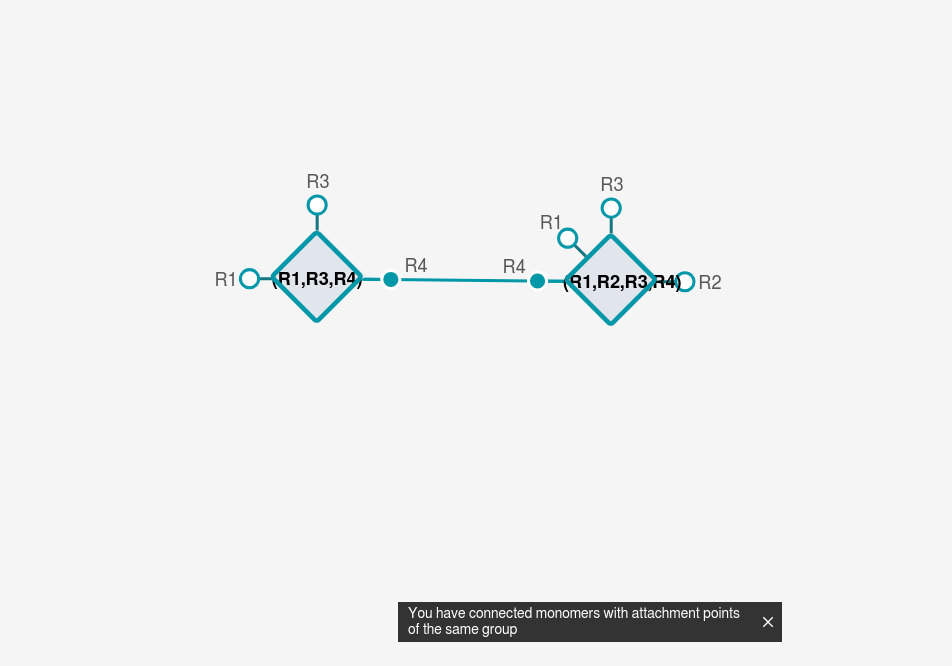 R3
R3
R1
R1
(R1,R3,R4)
R4
R4
(R1,R2,R3,R4)
R2
You have connected monomers with attachment points
of the same group